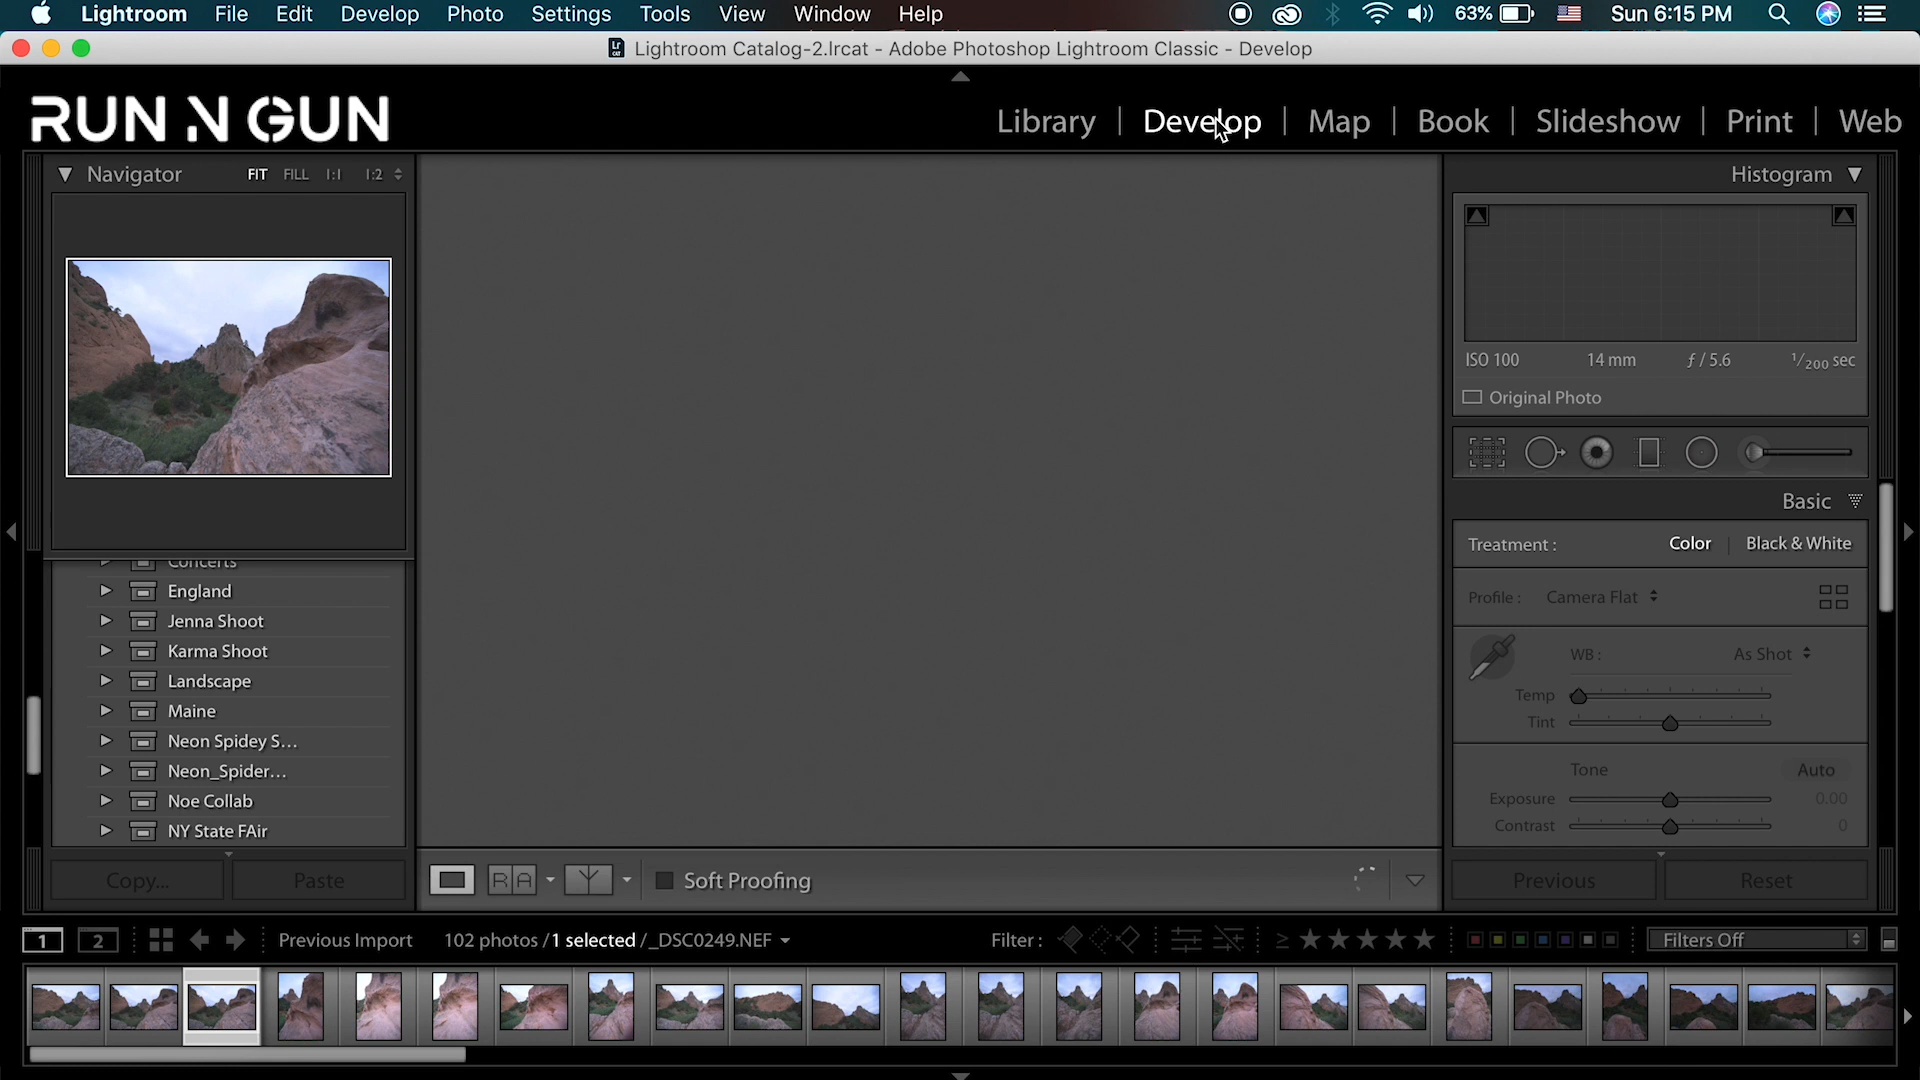 Lightroom File Edit Develop Photo Settings Tools View Window Help 63% Sun 6:15 PM
Lightroom Catalog-2.lrcat - Adobe Photoshop Lightroom Classic - Develop
RUN N GUN
Library | Develop | Map | Book | Slideshow | Print | Web
Navigator FIT FILL 1:1 1:2
Histogram
ISO 100 14 mm ƒ / 5.6 1/200 sec
Original Photo
Basic
Treatment : Color Black & White
Profile : Camera Flat
WB : As Shot
Temp
Tint
Tone Auto
Exposure 0.00
Contrast 0
Concerts
England
Jenna Shoot
Karma Shoot
Landscape
Maine
Neon Spidey S...
Neon_Spider...
Noe Collab
NY State FAir
Copy... Paste
R A Y Soft Proofing
Previous Reset
1 2 Previous Import 102 photos / 1 selected / _DSC0249.NEF Filter : ≥ ★★★★★ Filters Off